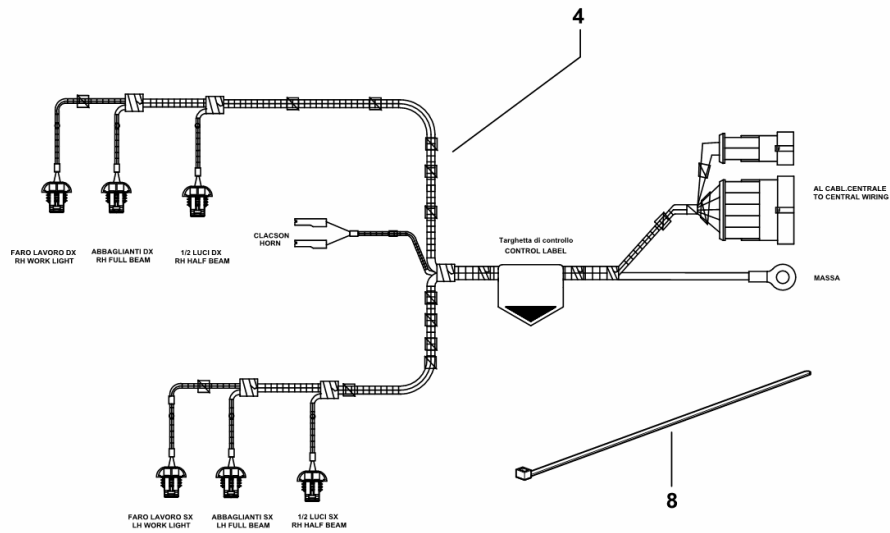 4
AL CABL.CENTRALE
TO CENTRAL WIRING
FARO LAVORO DX
RH WORK LIGHT
ABBAGLIANTI DX
RH FULL BEAM
1/2 LUCI DX
RH HALF BEAM
CLACSON
HORN
Targhetta di controllo
CONTROL LABEL
MASSA
8
FARO LAVORO SX
LH WORK LIGHT
ABBAGLIANTI SX
LH FULL BEAM
1/2 LUCI SX
RH HALF BEAM